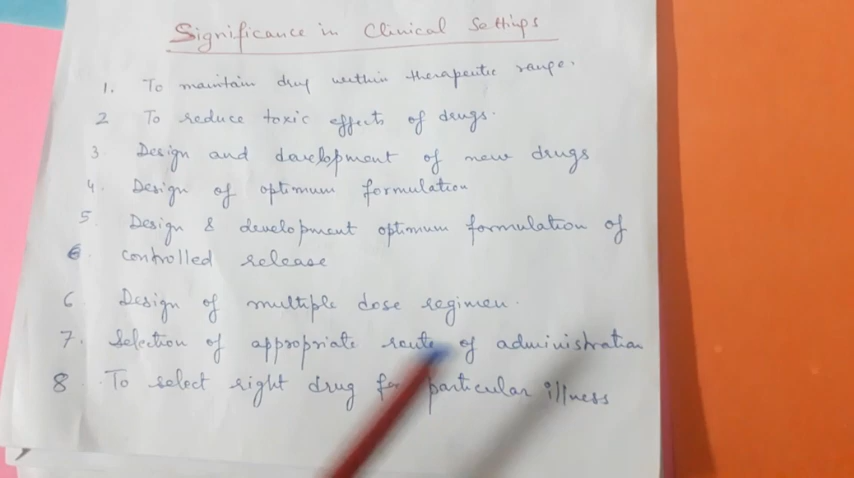 Significance in Clinical Settings
1. To maintain drug within therapeutic range.
2 To reduce toxic effects of drugs.
3 Design and davelopment of new drugs
4. Design of optimum formulation
5. Design & development optimum formulation of
6 controlled release
6. Design of multiple dose regimen.
7. Selection of appropriate route of administration
8 To select right drug for particular illness